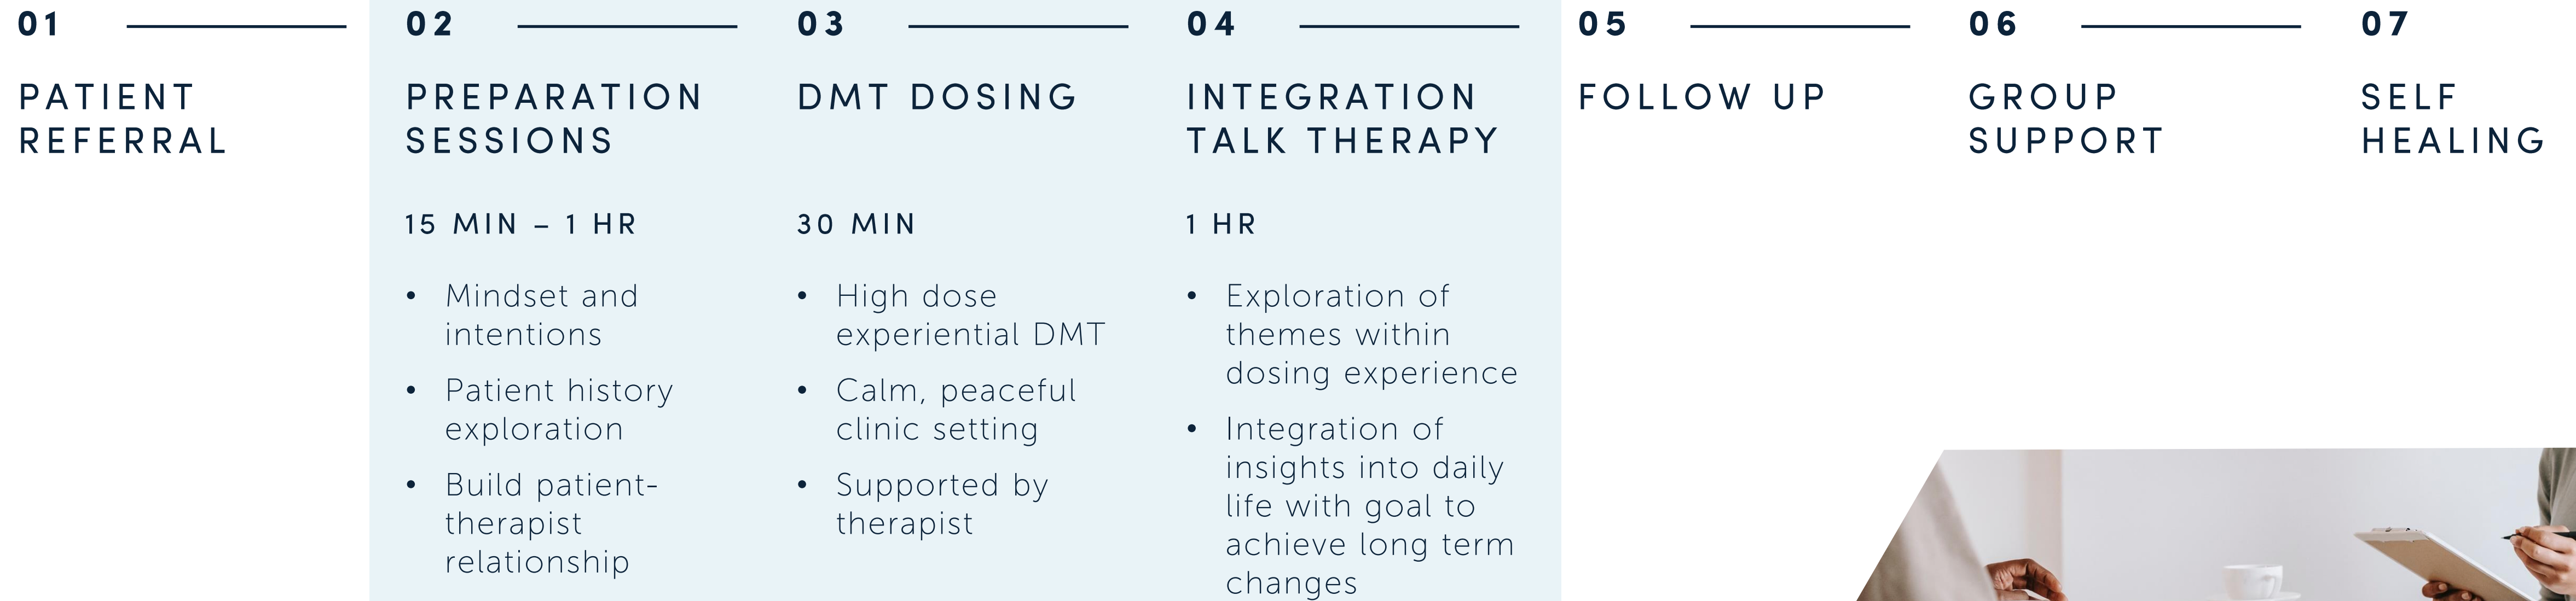 01
PATIENT
REFERRAL
02
PREPARATION
SESSIONS
15 MIN – 1 HR
• Mindset and
intentions
• Patient history
exploration
• Build patient-
therapist
relationship
03
DMT DOSING
30 MIN
• High dose
experiential DMT
• Calm, peaceful
clinic setting
• Supported by
therapist
04
INTEGRATION
TALK THERAPY
1 HR
• Exploration of
themes within
dosing experience
• Integration of
insights into daily
life with goal to
achieve long term
changes
05
FOLLOW UP
06
GROUP
SUPPORT
07
SELF
HEALING